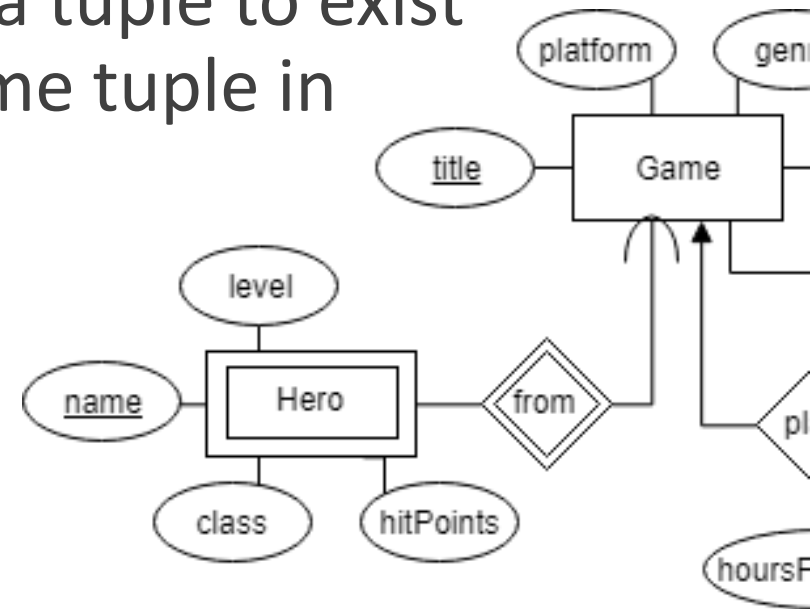 a tuple to exist
me tuple in
platform
title
Game
level
name
Hero
from
class
hitPoints